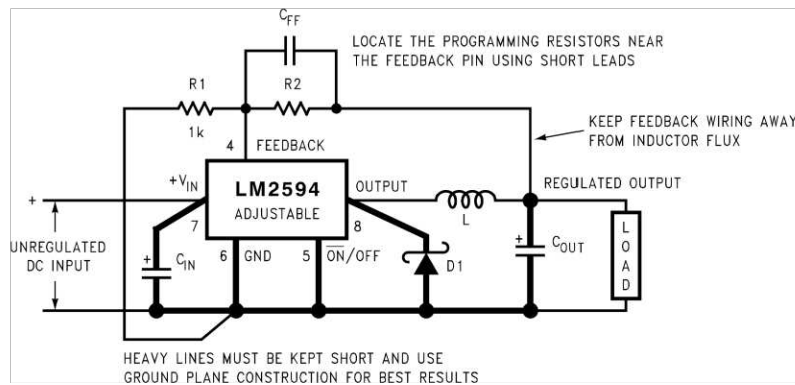 CFF
LOCATE THE PROGRAMMING RESISTORS NEAR
THE FEEDBACK PIN USING SHORT LEADS
R1
R2
1k
4
FEEDBACK
KEEP FEEDBACK WIRING AWAY
FROM INDUCTOR FLUX
+VIN
LM2594
ADJUSTABLE
OUTPUT
REGULATED OUTPUT
+
7
8
L
UNREGULATED
DC INPUT
+
CIN
6
GND
5
ON/OFF
D1
+
COUT
LOAD
HEAVY LINES MUST BE KEPT SHORT AND USE
GROUND PLANE CONSTRUCTION FOR BEST RESULTS